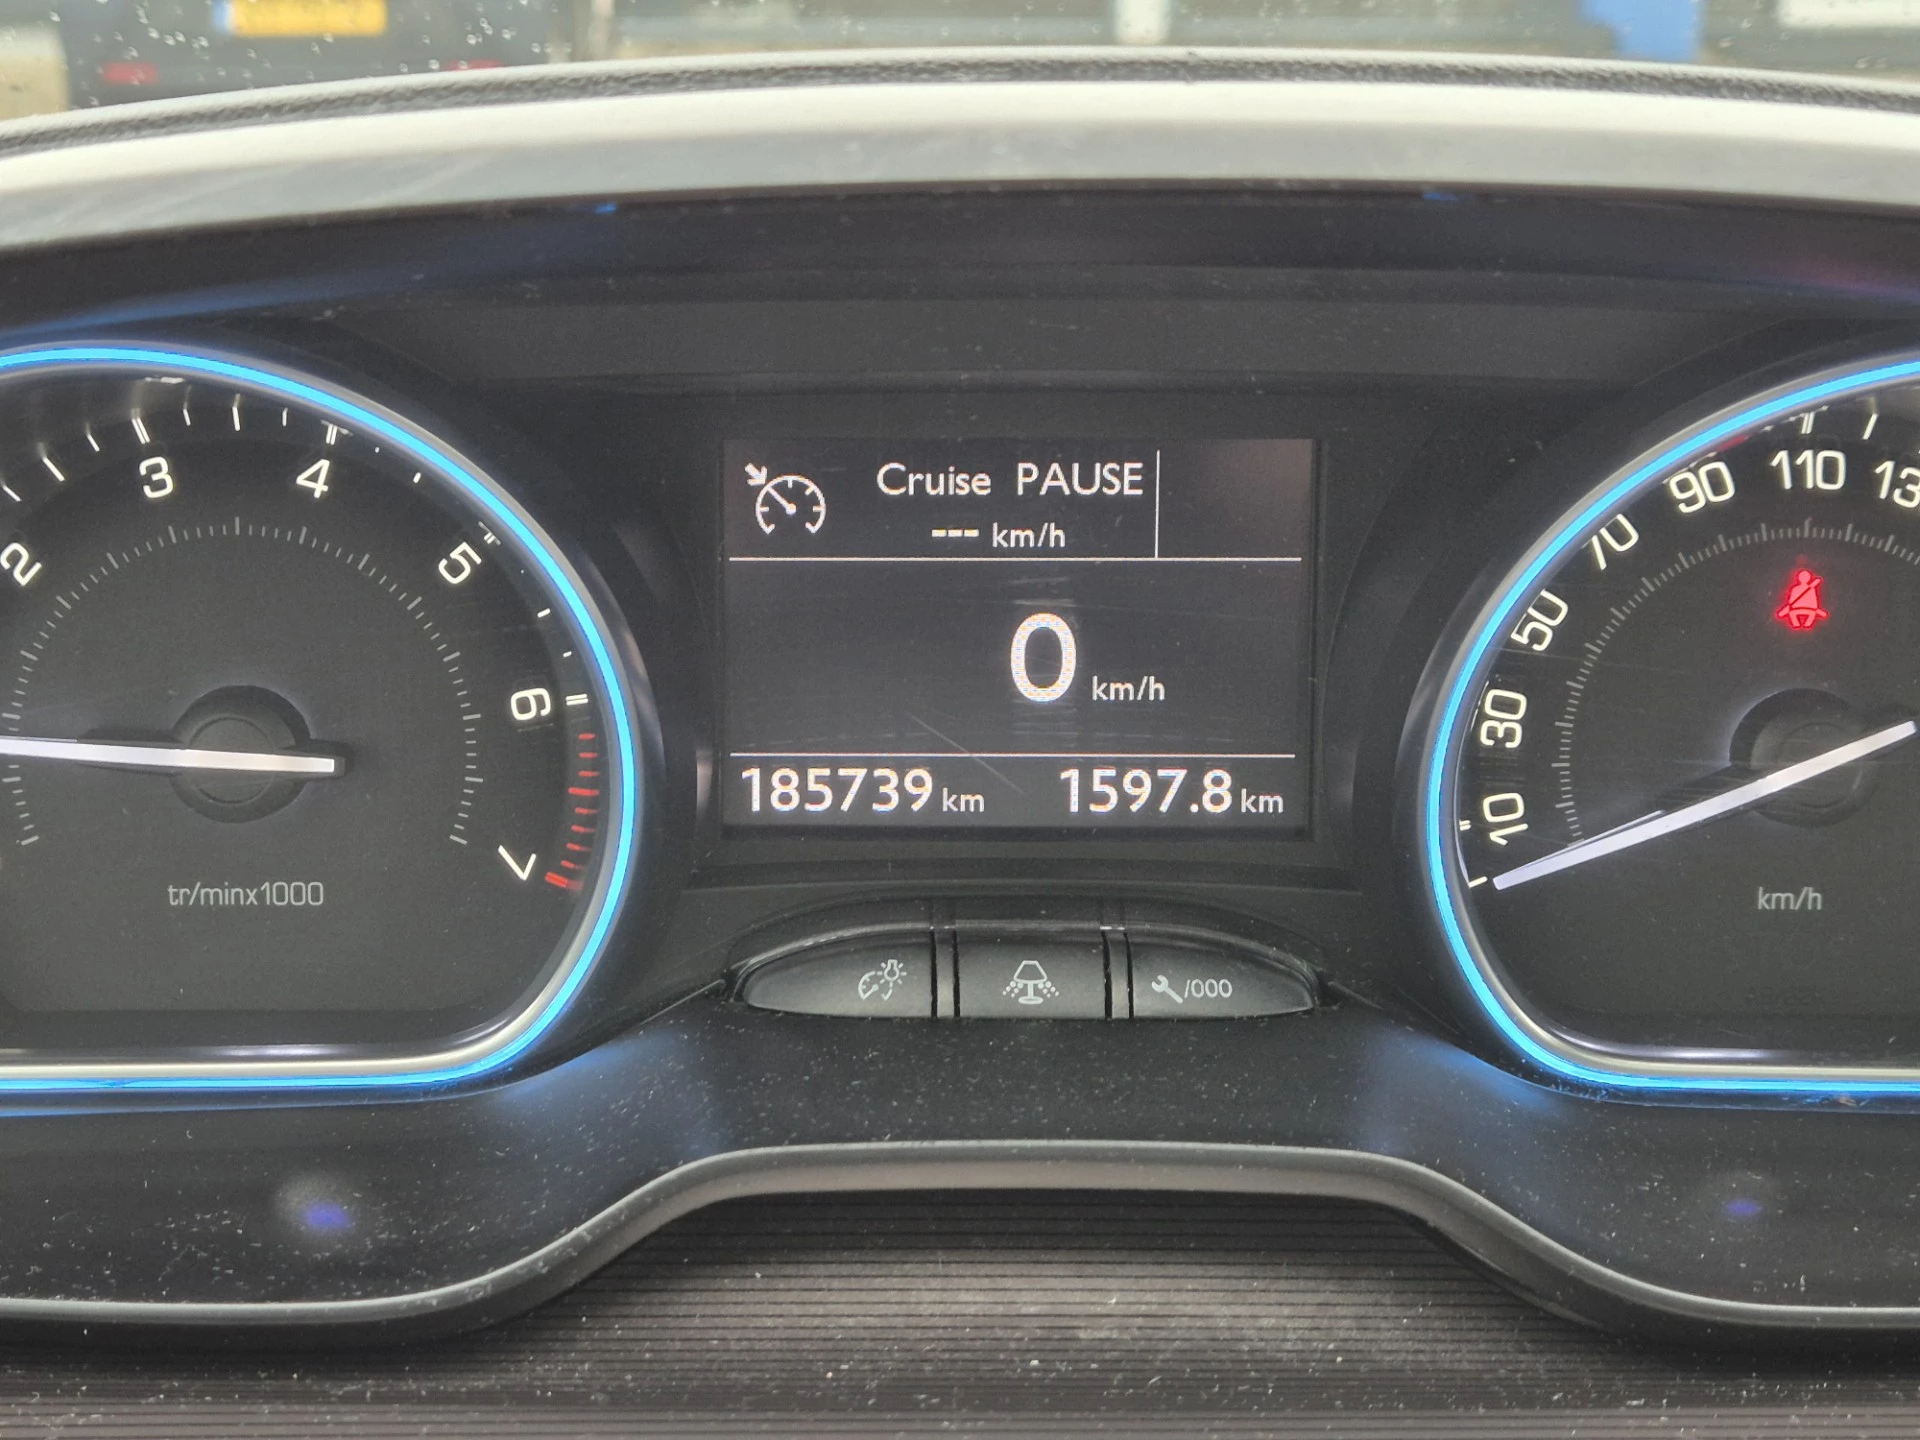 Cruise PAUSE
--- km/h
0 km/h
185739 km 1597.8 km
2 3 4 5 6 7
tr/minx1000
10 30 50 70 90 110
km/h
/000